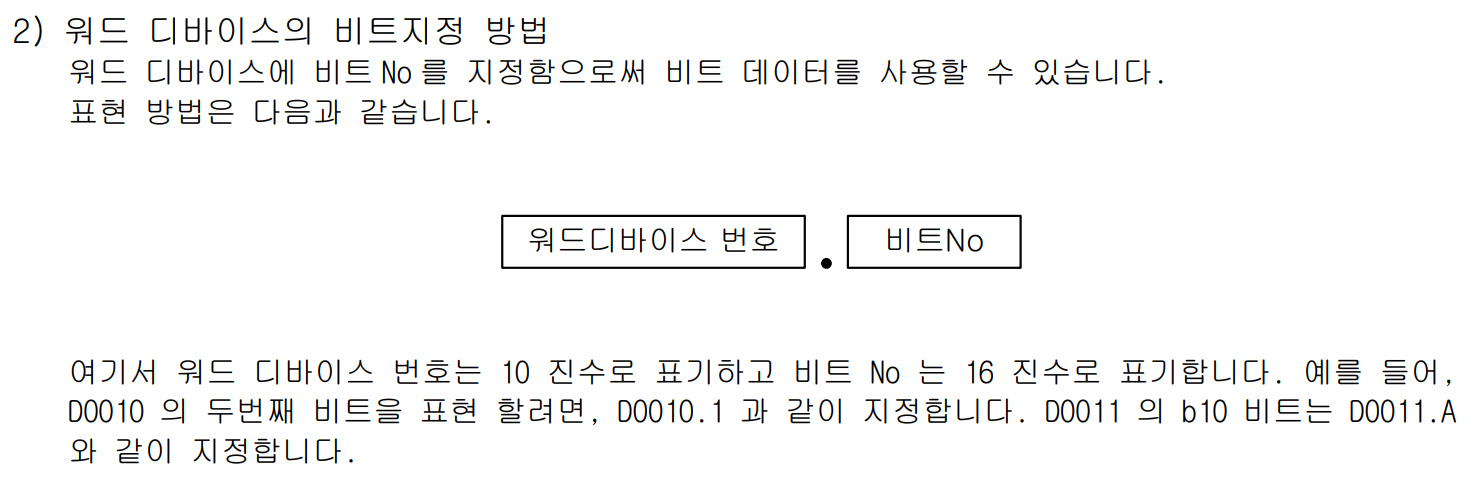 2) 워드 디바이스의 비트지정 방법
워드 디바이스에 비트No를 지정함으로써 비트 데이터를 사용할 수 있습니다.
표현 방법은 다음과 같습니다.
워드디바이스 번호 . 비트No
여기서 워드 디바이스 번호는 10 진수로 표기하고 비트 No 는 16 진수로 표기합니다. 예를 들어,
D0010 의 두번째 비트을 표현 할려면, D0010.1 과 같이 지정합니다. D0011 의 b10 비트는 D0011.A
와 같이 지정합니다.